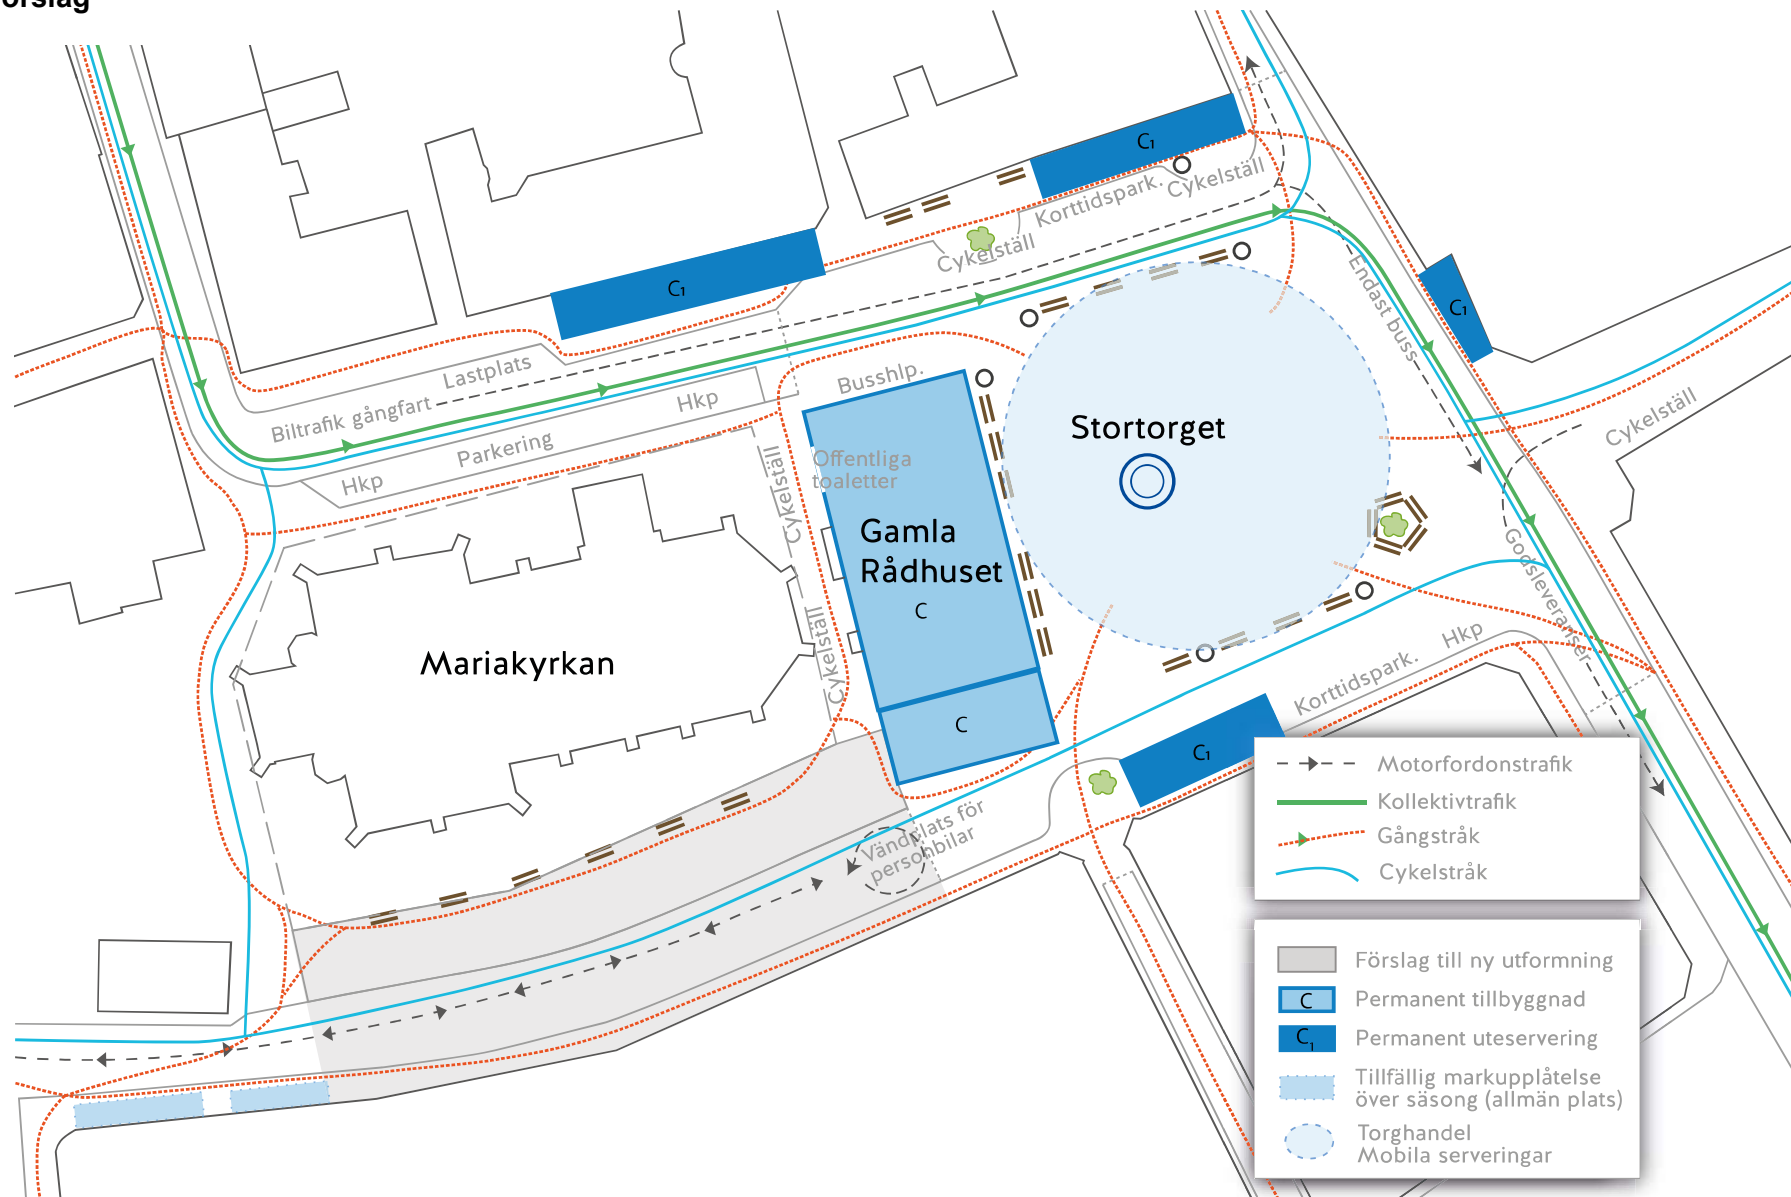 örslag
C1
Korttidspark.
Cykelställ
Cykelställ
C1
Endast buss
C1
Lastplats
Biltrafik gångfart
Hkp
Busshlp.
Parkering
Hkp
Cykelställ
Stortorget
Cykelställ
Offentliga
toaletter
Gamla
Rådhuset
C
Godsleveranser
Cykelställ
Mariakyrkan
Hkp
Korttidspark.
C
C1
Vändplats för
personbilar
Motorfordonstrafik
Kollektivtrafik
Gångstråk
Cykelstråk
Förslag till ny utformning
C Permanent tillbyggnad
C1 Permanent uteservering
Tillfällig markupplåtelse
över säsong (allmän plats)
Torghandel
Mobila serveringar